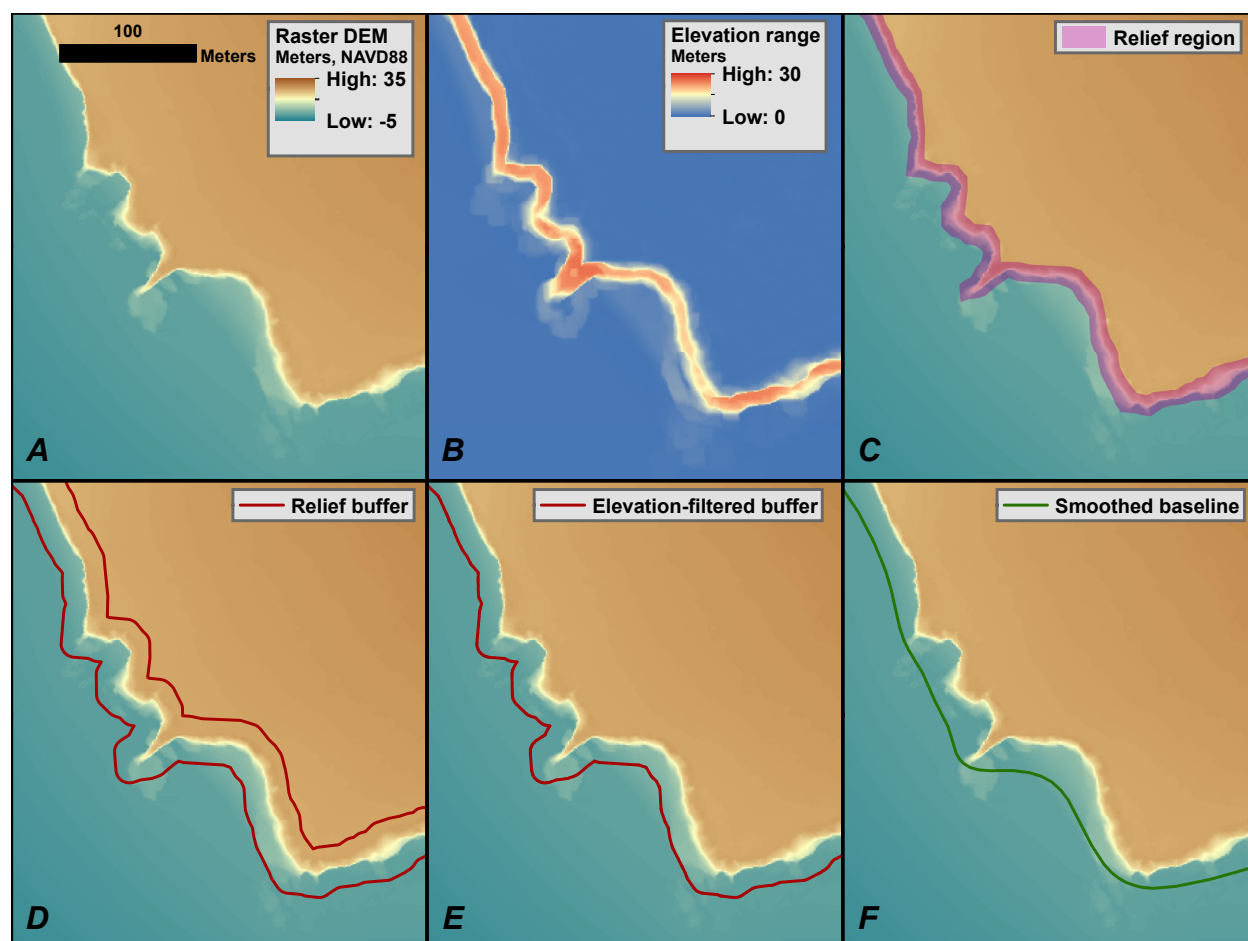 100
Meters
Raster DEM
Meters, NAVD88
High: 35
Low: -5
A
Elevation range
Meters
High: 30
Low: 0
B
Relief region
C
Relief buffer
D
Elevation-filtered buffer
E
Smoothed baseline
F